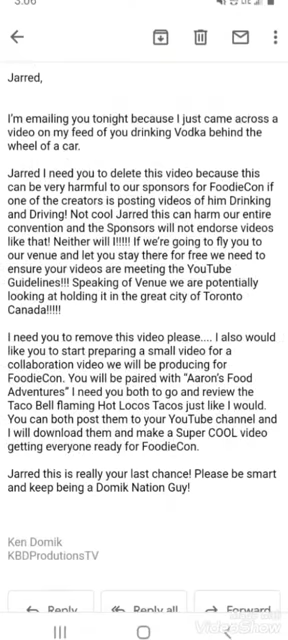 3:06
Jarred,
I'm emailing you tonight because I just came across a
video on my feed of you drinking Vodka behind the
wheel of a car.
Jarred I need you to delete this video because this
can be very harmful to our sponsors for FoodieCon if
one of the creators is posting videos of him Drinking
and Driving! Not cool Jarred this can harm our entire
convention and the Sponsors will not endorse videos
like that! Neither will I!!!!! If we're going to fly you to
our venue and let you stay there for free we need to
ensure your videos are meeting the YouTube
Guidelines!!! Speaking of Venue we are potentially
looking at holding it in the great city of Toronto
Canada!!!!!
I need you to remove this video please.... I also would
like you to start preparing a small video for a
collaboration video we will be producing for
FoodieCon. You will be paired with “Aaron's Food
Adventures” I need you both to go and review the
Taco Bell flaming Hot Locos Tacos just like I would.
You can both post them to your YouTube channel and
I will download them and make a Super COOL video
getting everyone ready for FoodieCon.
Jarred this is really your last chance! Please be smart
and keep being a Domik Nation Guy!
Ken Domik
KBDProdutionsTV
Reply
Reply all
Forward
VideoShow